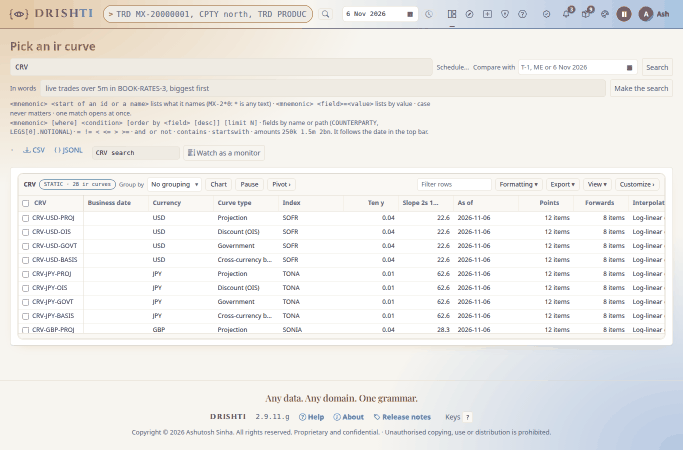 {👁} DRISHTI
> TRD MX-20000001, CPTY north, TRD PRODUC
6 Nov 2026
3
9
A Ash
Pick an ir curve
CRV
Schedule... Compare with T-1, ME or 6 Nov 2026 Search
In words live trades over 5m in BOOK-RATES-3, biggest first Make the search
<mnemonic> <start of an id or a name> lists what it names (MX-2*0: * is any text) · <mnemonic> <field>=<value> lists by value · case
never matters · one match opens at once.
<mnemonic> [where] <condition> [order by <field> [desc]] [limit N] · fields by name or path (COUNTERPARTY,
LEGS[0].NOTIONAL) · = != < <= > >= · and or not · contains · startswith · amounts 250k 1.5m 2bn. It follows the date in the top bar.
CSV {} JSONL CRV search Watch as a monitor
CRV STATIC · 28 ir curves Group by No grouping Chart Pause Pivot › Filter rows Formatting ▾ Export ▾ View ▾ Customize ›
CRV Business date Currency Curve type Index Ten y Slope 2s 1... As of Points Forwards Interpolat
CRV-USD-PROJ USD Projection SOFR 0.04 22.6 2026-11-06 12 items 8 items Log-linear
CRV-USD-OIS USD Discount (OIS) SOFR 0.04 22.6 2026-11-06 12 items 8 items Log-linear
CRV-USD-GOVT USD Government SOFR 0.04 22.6 2026-11-06 12 items 8 items Log-linear
CRV-USD-BASIS USD Cross-currency b... SOFR 0.04 22.6 2026-11-06 12 items 8 items Log-linear
CRV-JPY-PROJ JPY Projection TONA 0.01 62.6 2026-11-06 12 items 8 items Log-linear
CRV-JPY-OIS JPY Discount (OIS) TONA 0.01 62.6 2026-11-06 12 items 8 items Log-linear
CRV-JPY-GOVT JPY Government TONA 0.01 62.6 2026-11-06 12 items 8 items Log-linear
CRV-JPY-BASIS JPY Cross-currency b... TONA 0.01 62.6 2026-11-06 12 items 8 items Log-linear
CRV-GBP-PROJ GBP Projection SONIA 0.04 28.3 2026-11-06 12 items 8 items Log-linear
Any data. Any domain. One grammar.
DRISHTI 2.9.11.g Help About Release notes Keys ?
Copyright © 2026 Ashutosh Sinha. All rights reserved. Proprietary and confidential. · Unauthorised copying, use or distribution is prohibited.